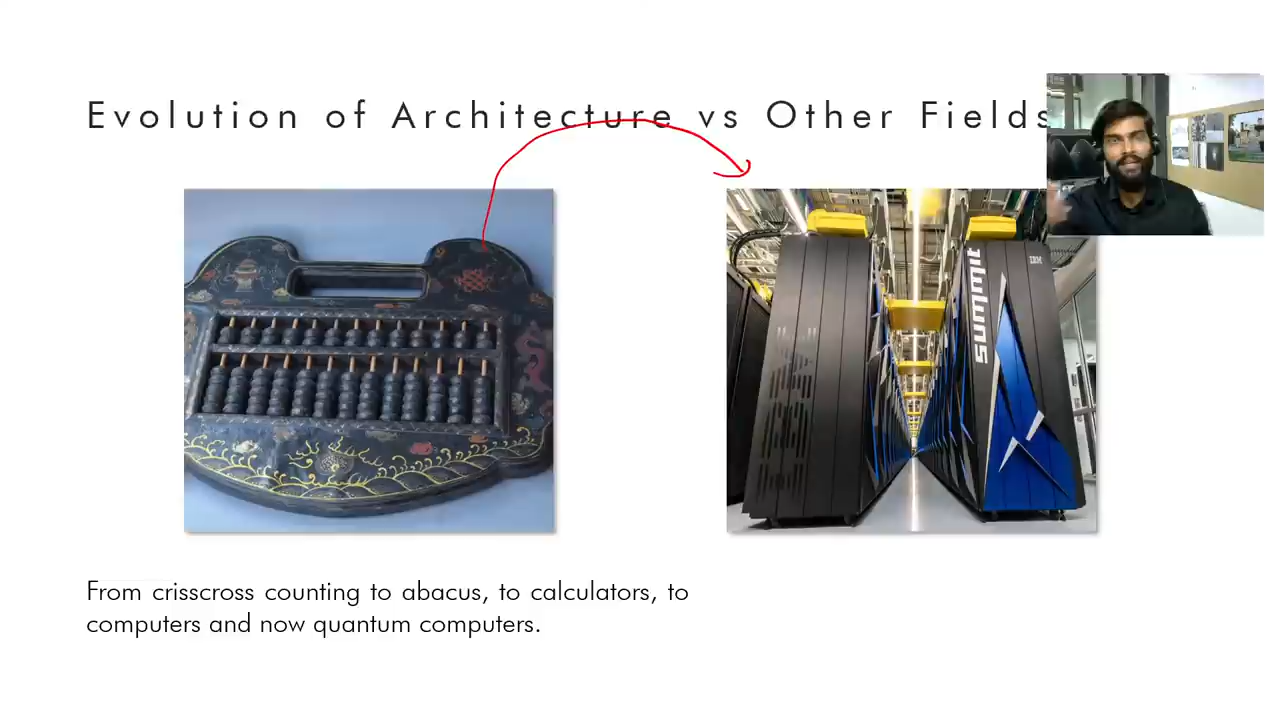 Evolution of Architecture vs Other Fields
summit
IBM
IBM
From crisscross counting to abacus, to calculators, to
computers and now quantum computers.